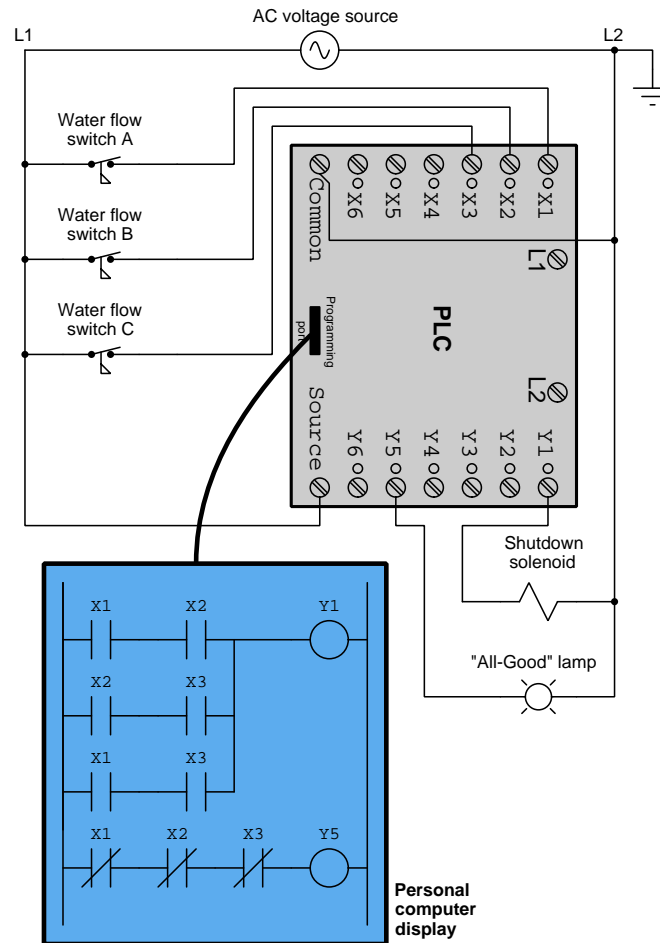 AC voltage source
L1
L2
Water flow
switch A
Water flow
switch B
Water flow
switch C
Common
X6
X5
X4
X3
X2
X1
L1
Programming
port
PLC
L2
Source
Y6
Y5
Y4
Y3
Y2
Y1
Shutdown
solenoid
"All-Good" lamp
X1 X2 Y1
X2 X3
X1 X3
X1 X2 X3 Y5
Personal
computer
display